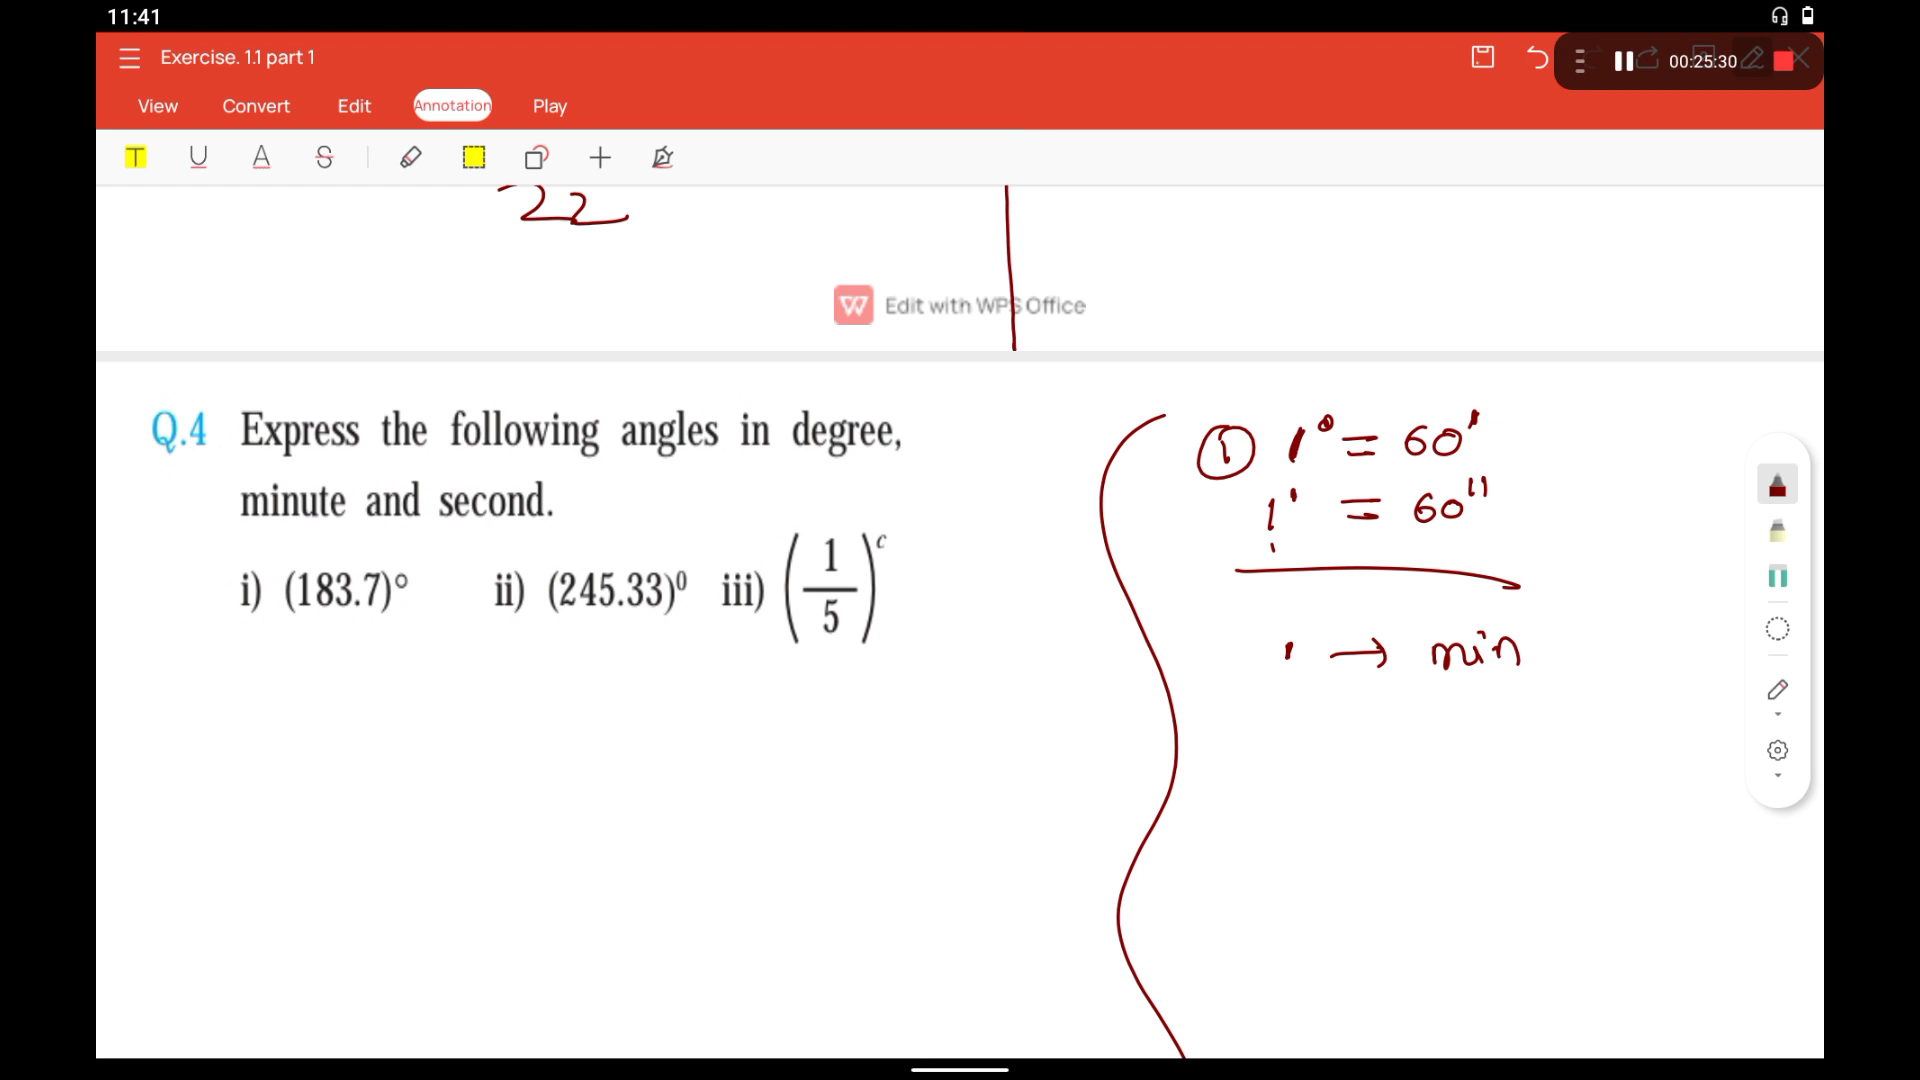 11:41
Exercise. 1.1 part 1
00:25:30
View Convert Edit Annotation Play
T U A S
22
Edit with WPS Office
Q.4 Express the following angles in degree,
minute and second.
i) (183.7)° ii) (245.33)⁰ iii) (1/5)ᶜ
① 1° = 60'
1' = 60''
' → min